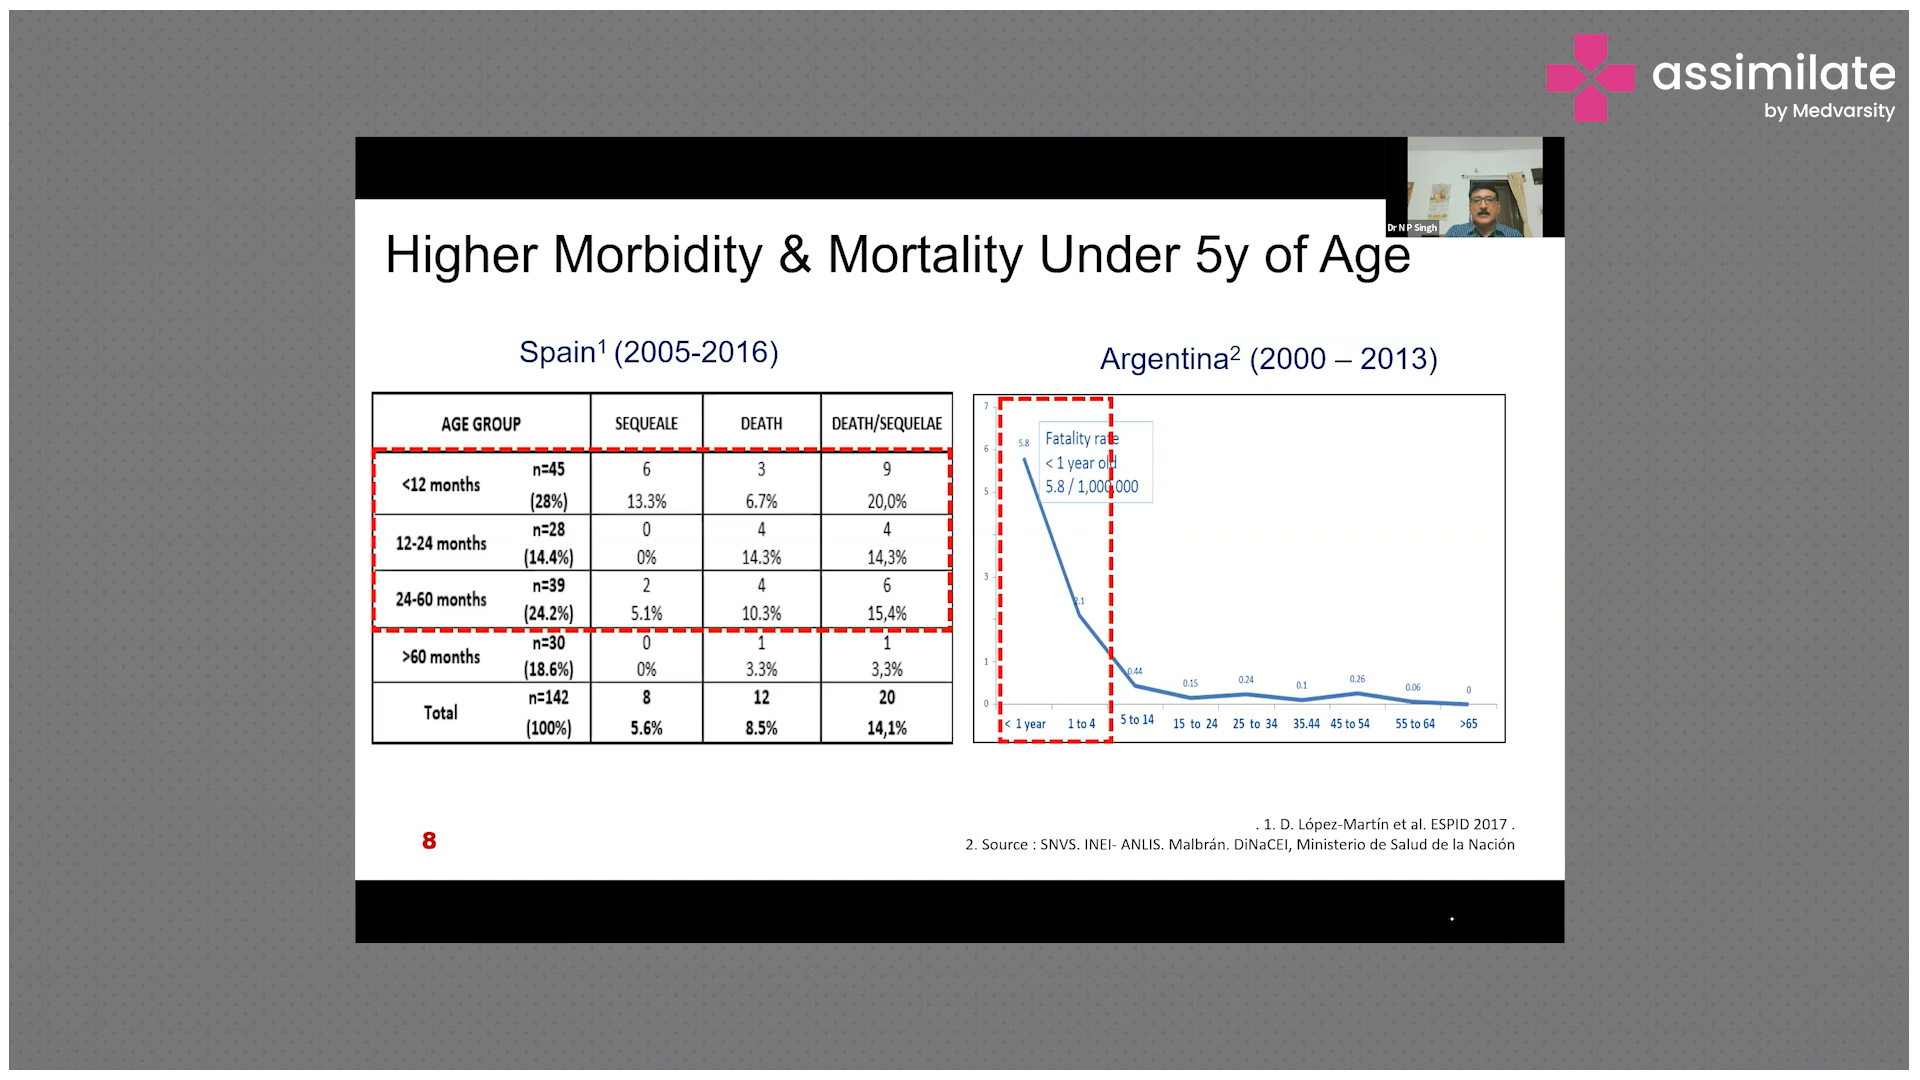 assimilate
by Medvarsity
Dr N P Singh
Higher Morbidity & Mortality Under 5y of Age
Spain1 (2005-2016)
AGE GROUP SEQUEALE DEATH DEATH/SEQUELAE
<12 months n=45 6 3 9
(28%) 13.3% 6.7% 20,0%
12-24 months n=28 0 4 4
(14.4%) 0% 14.3% 14,3%
24-60 months n=39 2 4 6
(24.2%) 5.1% 10.3% 15,4%
>60 months n=30 0 1 1
(18.6%) 0% 3.3% 3,3%
Total n=142 8 12 20
(100%) 5.6% 8.5% 14,1%
Argentina2 (2000 – 2013)
7
6
5
3
1
0
Fatality rate
< 1 year old
5.8 / 1,000,000
5.8
2.1
0.44
0.15
0.24
0.1
0.26
0.06
0
< 1 year 1 to 4 5 to 14 15 to 24 25 to 34 35.44 45 to 54 55 to 64 >65
8
. 1. D. López-Martín et al. ESPID 2017 .
2. Source : SNVS. INEI- ANLIS. Malbrán. DiNaCEI, Ministerio de Salud de la Nación